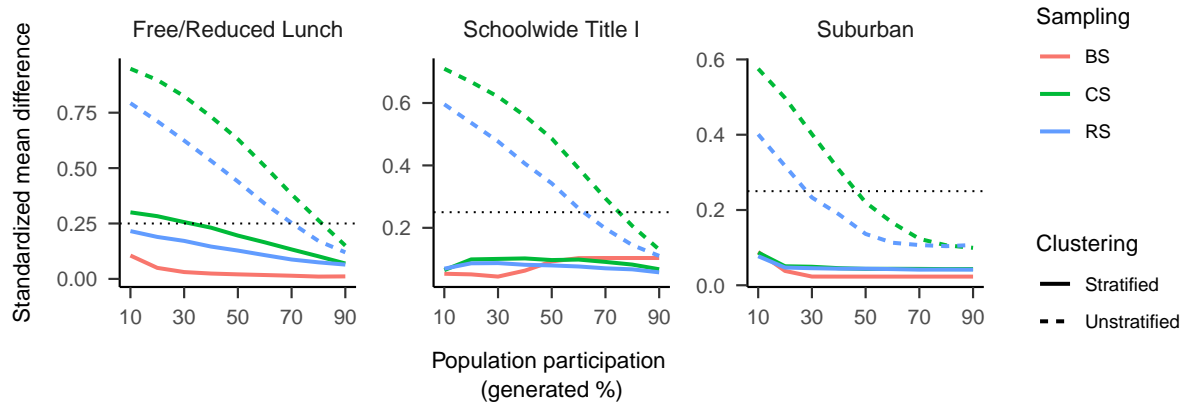 Standardized mean difference
Free/Reduced Lunch
0.75
0.50
0.25
0.00
10 30 50 70 90
Schoolwide Title I
0.6
0.4
0.2
10 30 50 70 90
Suburban
0.6
0.4
0.2
0.0
10 30 50 70 90
Population participation
(generated %)
Sampling
BS
CS
RS
Clustering
Stratified
Unstratified